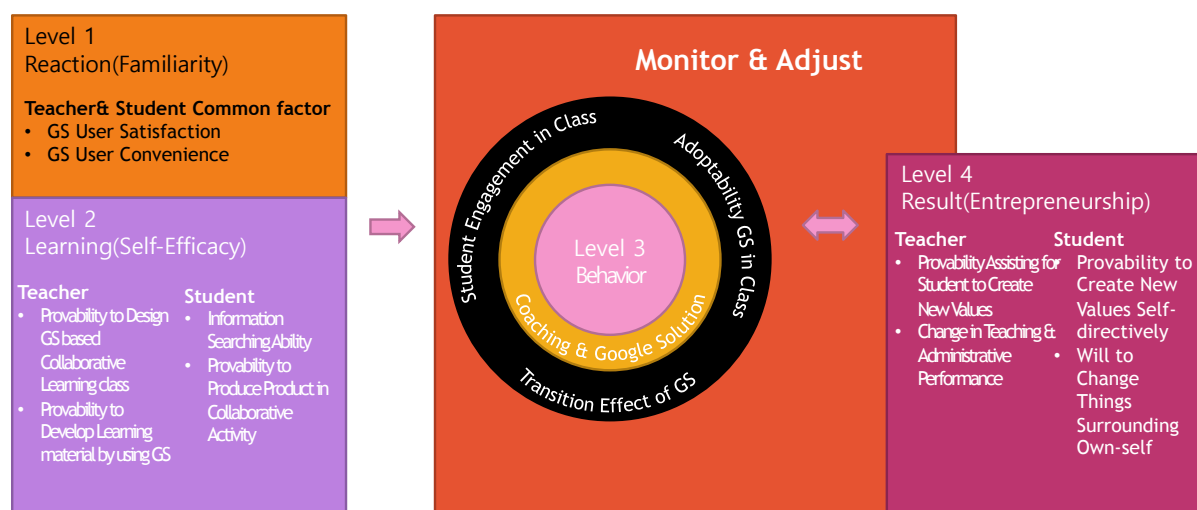 Level 1
Reaction(Familiarity)
Teacher& Student Common factor
• GS User Satisfaction
• GS User Convenience
Level 2
Learning(Self-Efficacy)
Teacher
• Provability to Design
GS based
Collaborative
Learning class
• Provability to
Develop Learning
material by using GS
Student
• Information
Searching Ability
• Provability to
Produce Product in
Collaborative
Activity
Monitor & Adjust
Student Engagement in Class
Adoptability GS in Class
Transition Effect of GS
Coaching & Google Solution
Level 3
Behavior
Level 4
Result(Entrepreneurship)
Teacher
• Provability Assisting for
Student to Create
New Values
• Change in Teaching &
Administrative
Performance
Student
• Provability to
Create New
Values Self-
directively
• Will to
Change
Things
Surrounding
Own-self